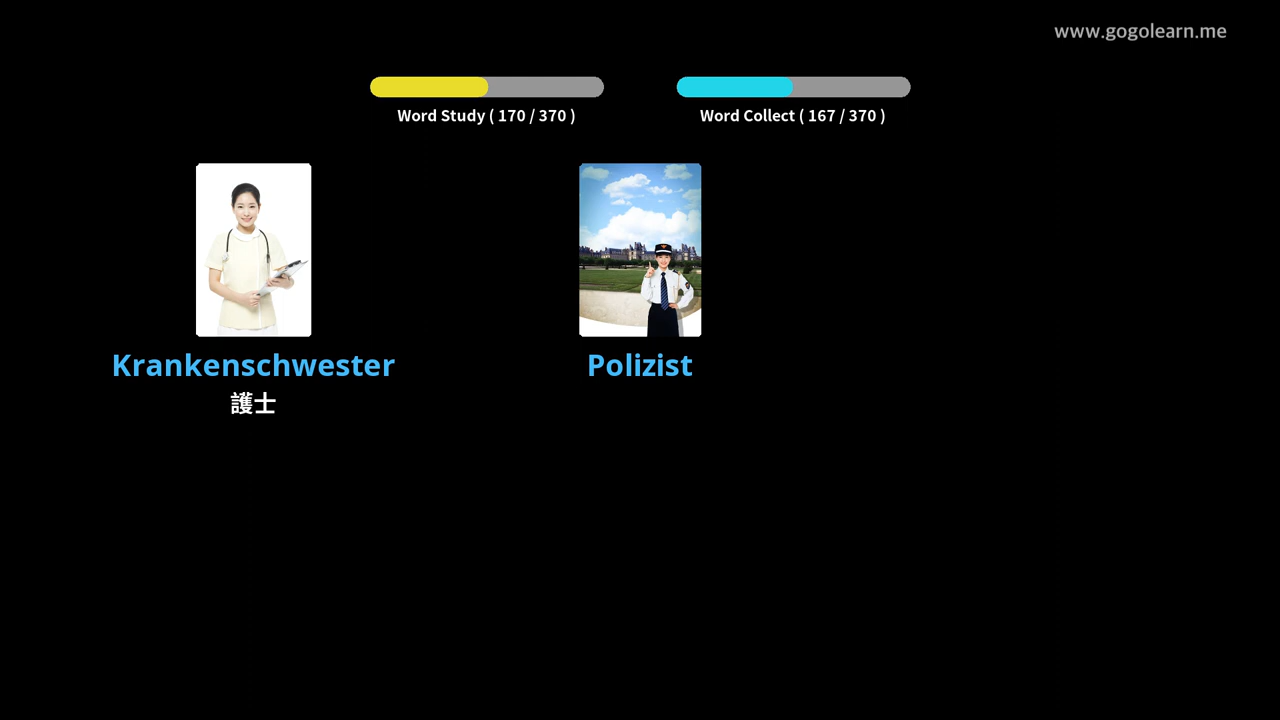 www.gogolearn.me
Word Study ( 170 / 370 )
Word Collect ( 167 / 370 )
Krankenschwester
護士
Polizist